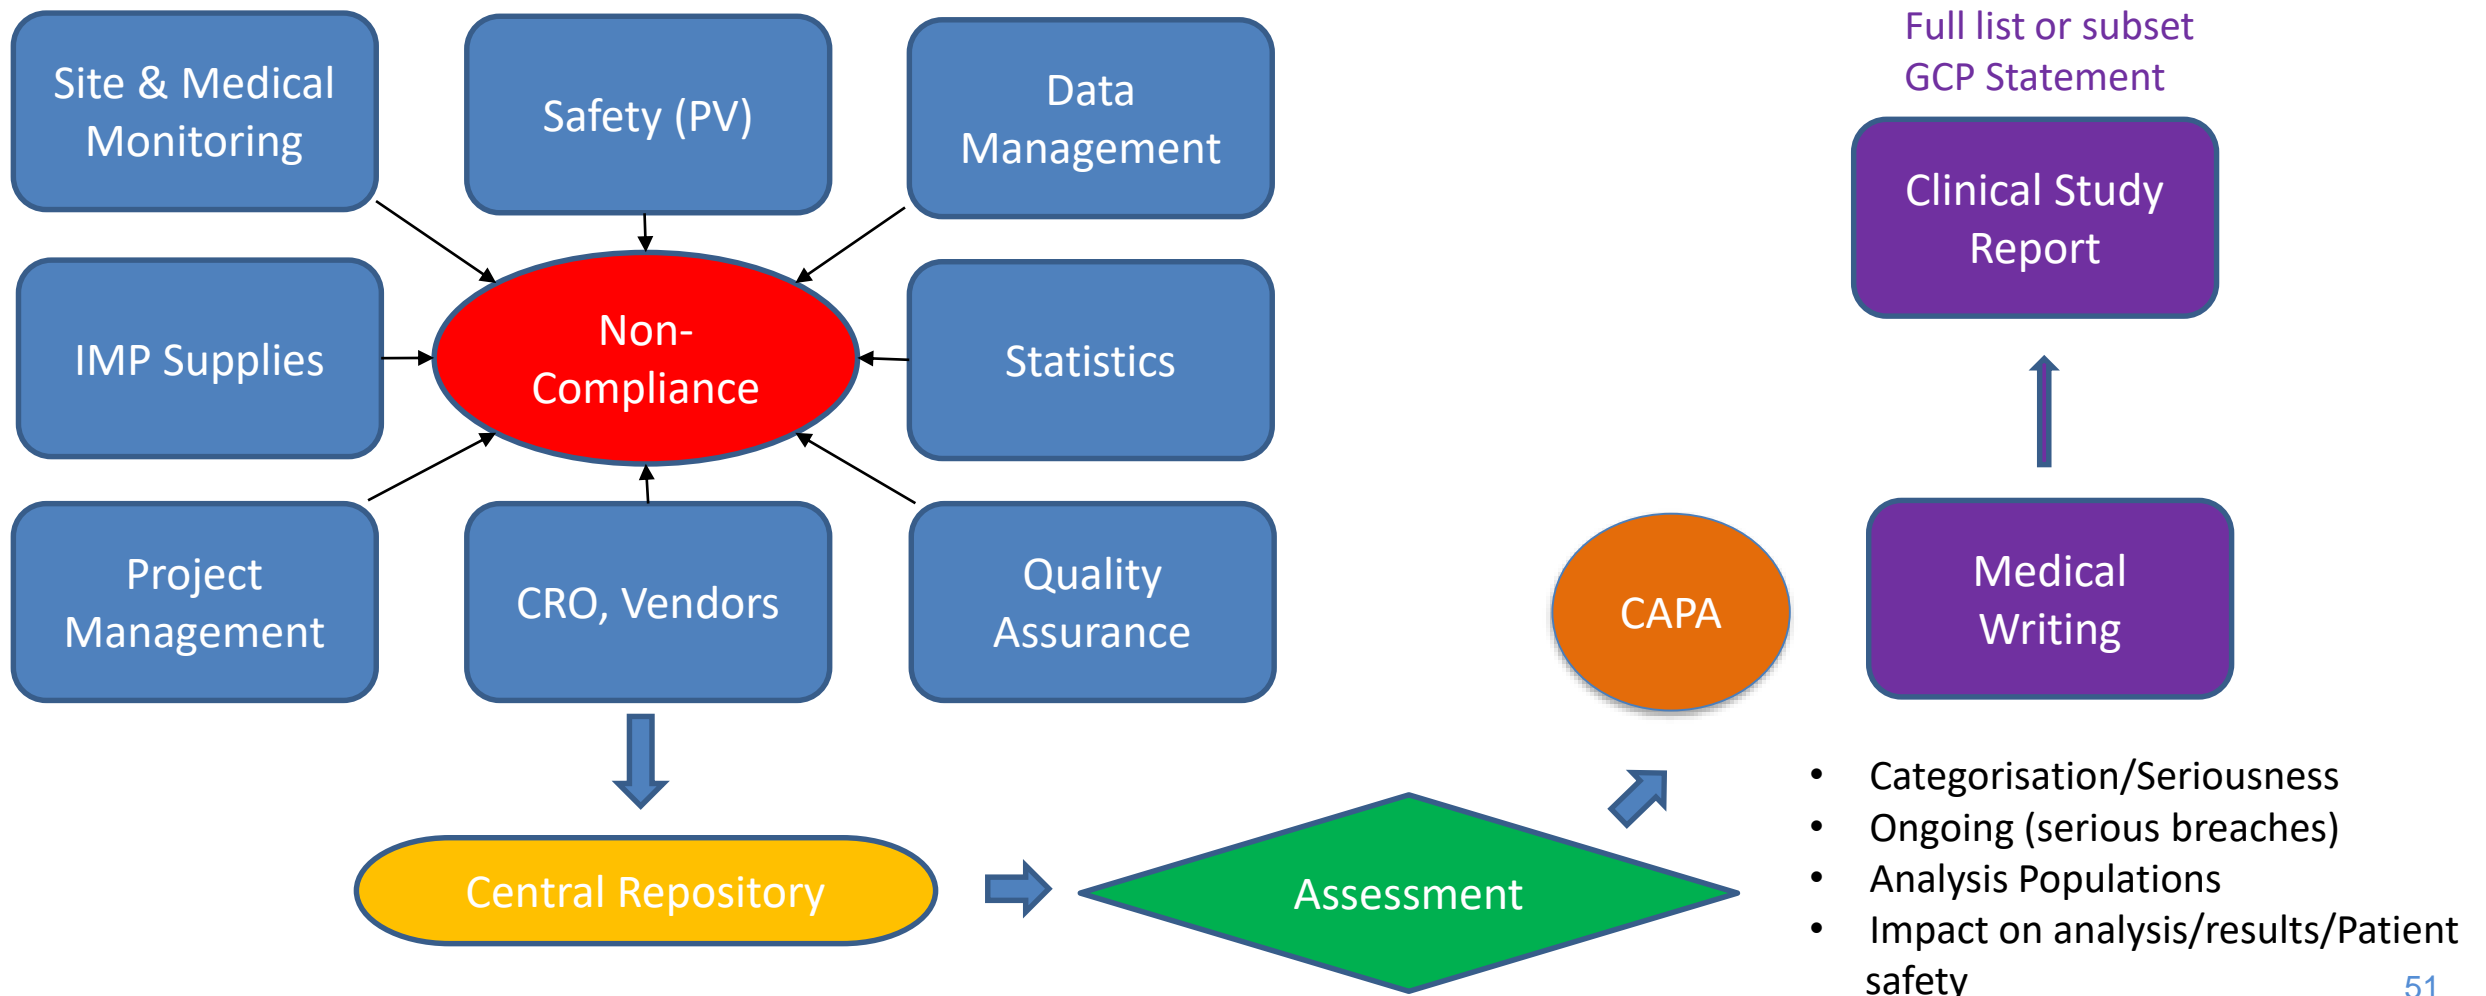 Site & Medical
Monitoring
Safety (PV)
Data
Management
Full list or subset
GCP Statement
Clinical Study
Report
IMP Supplies
Non-
Compliance
Statistics
Project
Management
CRO, Vendors
Quality
Assurance
CAPA
Medical
Writing
Central Repository
Assessment
• Categorisation/Seriousness
• Ongoing (serious breaches)
• Analysis Populations
• Impact on analysis/results/Patient
safety
51